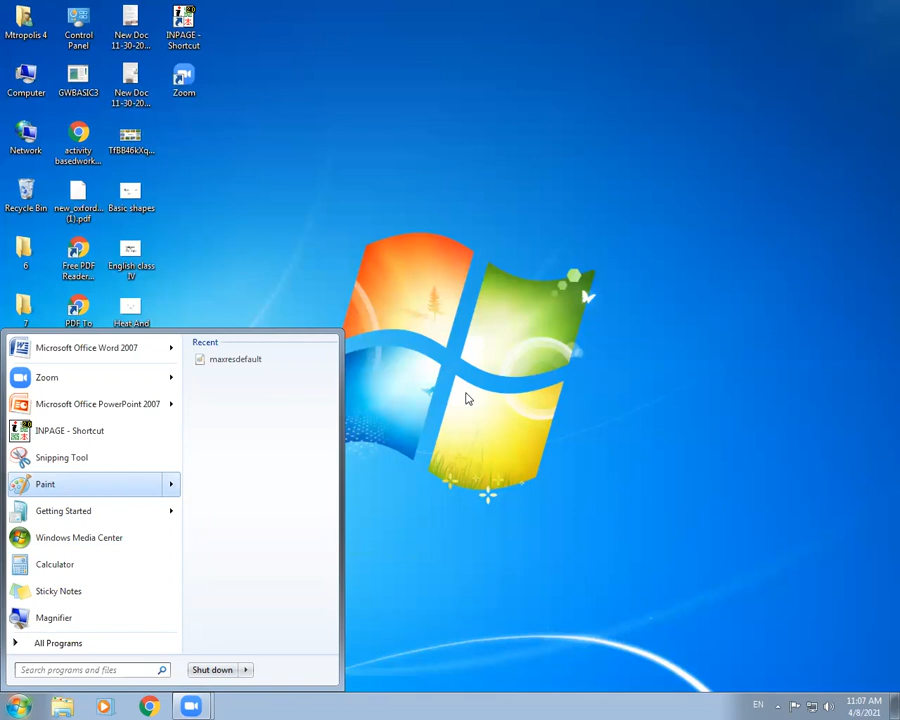 Mtropolis 4
Control
Panel
New Doc
11-30-20...
INPAGE -
Shortcut
Computer
GWBASIC3
New Doc
11-30-20...
Zoom
Network
activity
basedwork...
TfBB46kXq...
Recycle Bin
new_oxford...
(1).pdf
Basic shapes
6
Free PDF
Reader...
English class
IV
7
PDF To
Heat And
Microsoft Office Word 2007
Zoom
Microsoft Office PowerPoint 2007
INPAGE - Shortcut
Snipping Tool
Paint
Getting Started
Windows Media Center
Calculator
Sticky Notes
Magnifier
All Programs
Search programs and files
Recent
maxresdefault
Shut down
EN
11:07 AM
4/8/2021